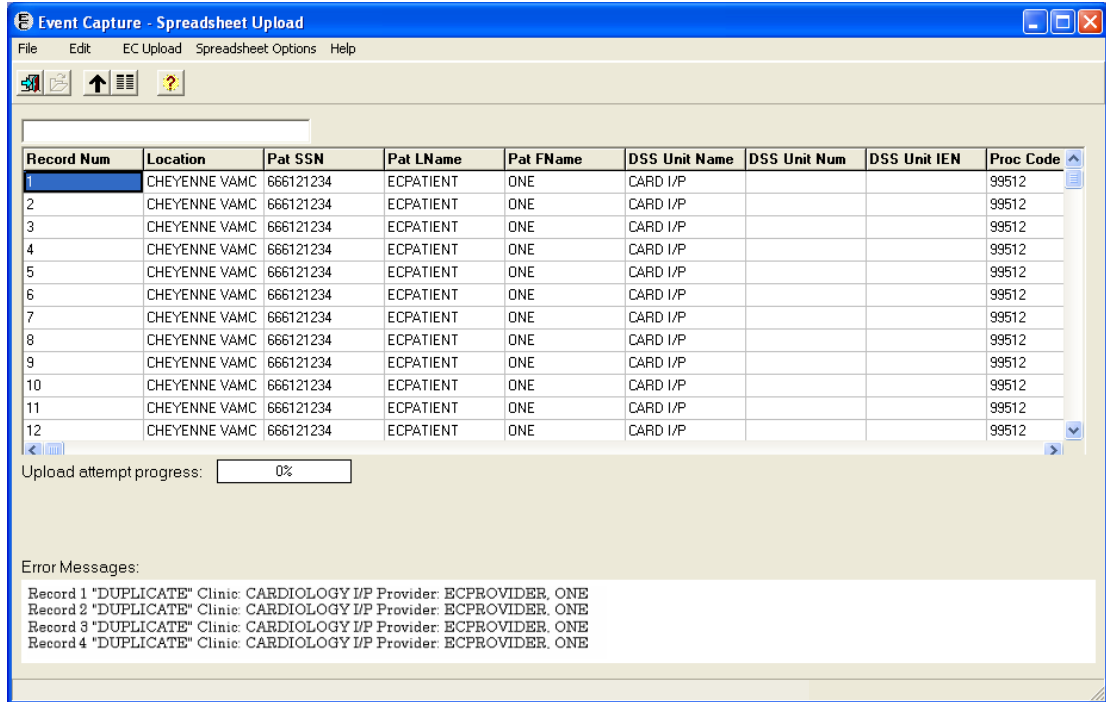 Event Capture - Spreadsheet Upload
File Edit EC Upload Spreadsheet Options Help
Record Num Location Pat SSN Pat LName Pat FName DSS Unit Name DSS Unit Num DSS Unit IEN Proc Code
1 CHEYENNE VAMC 666121234 ECPATIENT ONE CARD I/P 99512
2 CHEYENNE VAMC 666121234 ECPATIENT ONE CARD I/P 99512
3 CHEYENNE VAMC 666121234 ECPATIENT ONE CARD I/P 99512
4 CHEYENNE VAMC 666121234 ECPATIENT ONE CARD I/P 99512
5 CHEYENNE VAMC 666121234 ECPATIENT ONE CARD I/P 99512
6 CHEYENNE VAMC 666121234 ECPATIENT ONE CARD I/P 99512
7 CHEYENNE VAMC 666121234 ECPATIENT ONE CARD I/P 99512
8 CHEYENNE VAMC 666121234 ECPATIENT ONE CARD I/P 99512
9 CHEYENNE VAMC 666121234 ECPATIENT ONE CARD I/P 99512
10 CHEYENNE VAMC 666121234 ECPATIENT ONE CARD I/P 99512
11 CHEYENNE VAMC 666121234 ECPATIENT ONE CARD I/P 99512
12 CHEYENNE VAMC 666121234 ECPATIENT ONE CARD I/P 99512
Upload attempt progress: 0%
Error Messages:
Record 1 "DUPLICATE" Clinic: CARDIOLOGY I/P Provider: ECPROVIDER, ONE
Record 2 "DUPLICATE" Clinic: CARDIOLOGY I/P Provider: ECPROVIDER, ONE
Record 3 "DUPLICATE" Clinic: CARDIOLOGY I/P Provider: ECPROVIDER, ONE
Record 4 "DUPLICATE" Clinic: CARDIOLOGY I/P Provider: ECPROVIDER, ONE